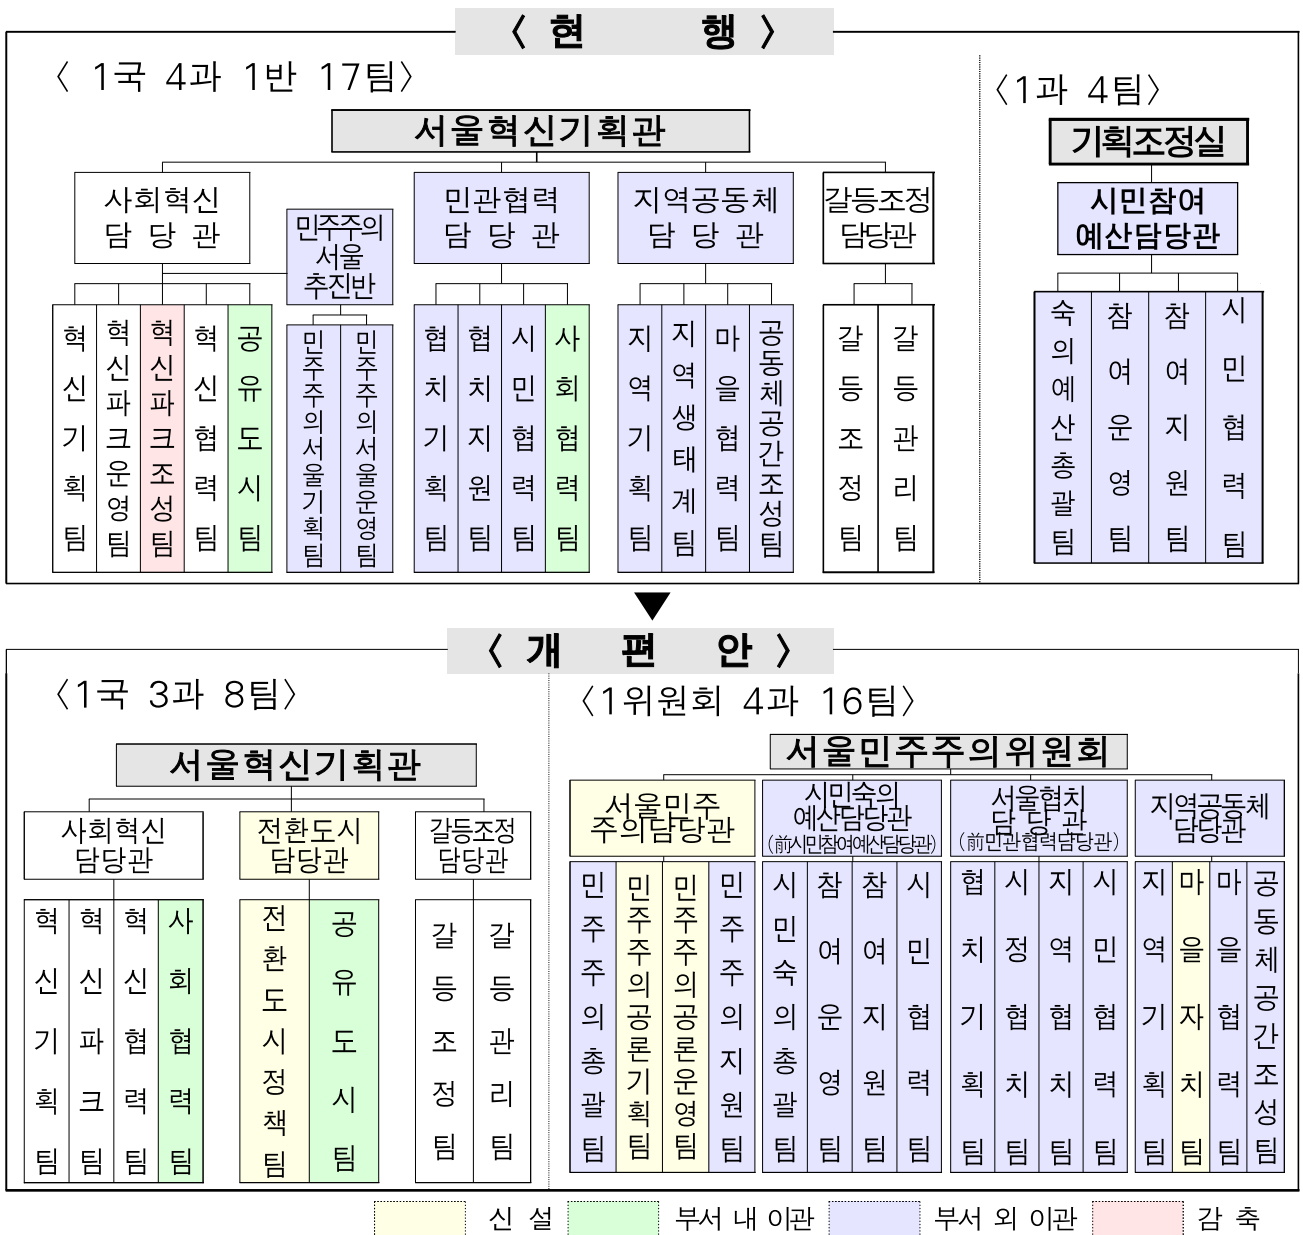 〈 현 행 〉
〈 1국 4과 1반 17팀〉
서울혁신기획관
사회혁신
담 당 관
민주주의
서울
추진반
민관협력
담 당 관
지역공동체
담 당 관
갈등조정
담당관
혁신기획팀
혁신파크운영팀
혁신파크조성팀
혁신협력팀
공유도시팀
민주주의서울기획팀
민주주의서울운영팀
협치기획팀
협치지원팀
시민협력팀
사회협력팀
지역기획팀
지역생태계팀
마을협력팀
공동체공간조성팀
갈등조정팀
갈등관리팀
〈1과 4팀〉
기획조정실
시민참여
예산담당관
숙의예산총괄팀
참여운영팀
참여지원팀
시민협력팀
〈 개 편 안 〉
〈1국 3과 8팀〉
서울혁신기획관
사회혁신
담당관
전환도시
담당관
갈등조정
담당관
혁신기획팀
혁신파크팀
혁신협력팀
사회협력팀
전환도시정책팀
공유도시팀
갈등조정팀
갈등관리팀
〈1위원회 4과 16팀〉
서울민주주의위원회
서울민주
주의담당관
시민숙의
예산담당관
(前시민참여예산담당관)
서울협치
담 당 관
(前민관협력담당관)
지역공동체
담당관
민주주의총괄팀
민주주의공론기획팀
민주주의공론운영팀
민주주의지원팀
시민숙의총괄팀
참여운영팀
참여지원팀
시민협력팀
협치기획팀
시정협치팀
지역협치팀
시민협력팀
지역기획팀
마을자치팀
마을협력팀
공동체공간조성팀
신 설
부서 내 이관
부서 외 이관
감 축